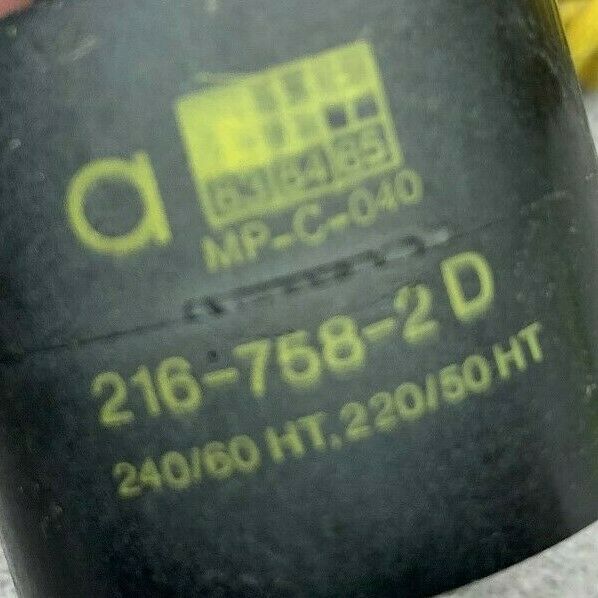 a
83 84 85
MP-C-040
216-758-2 D
240/60 HT, 220/50 HT